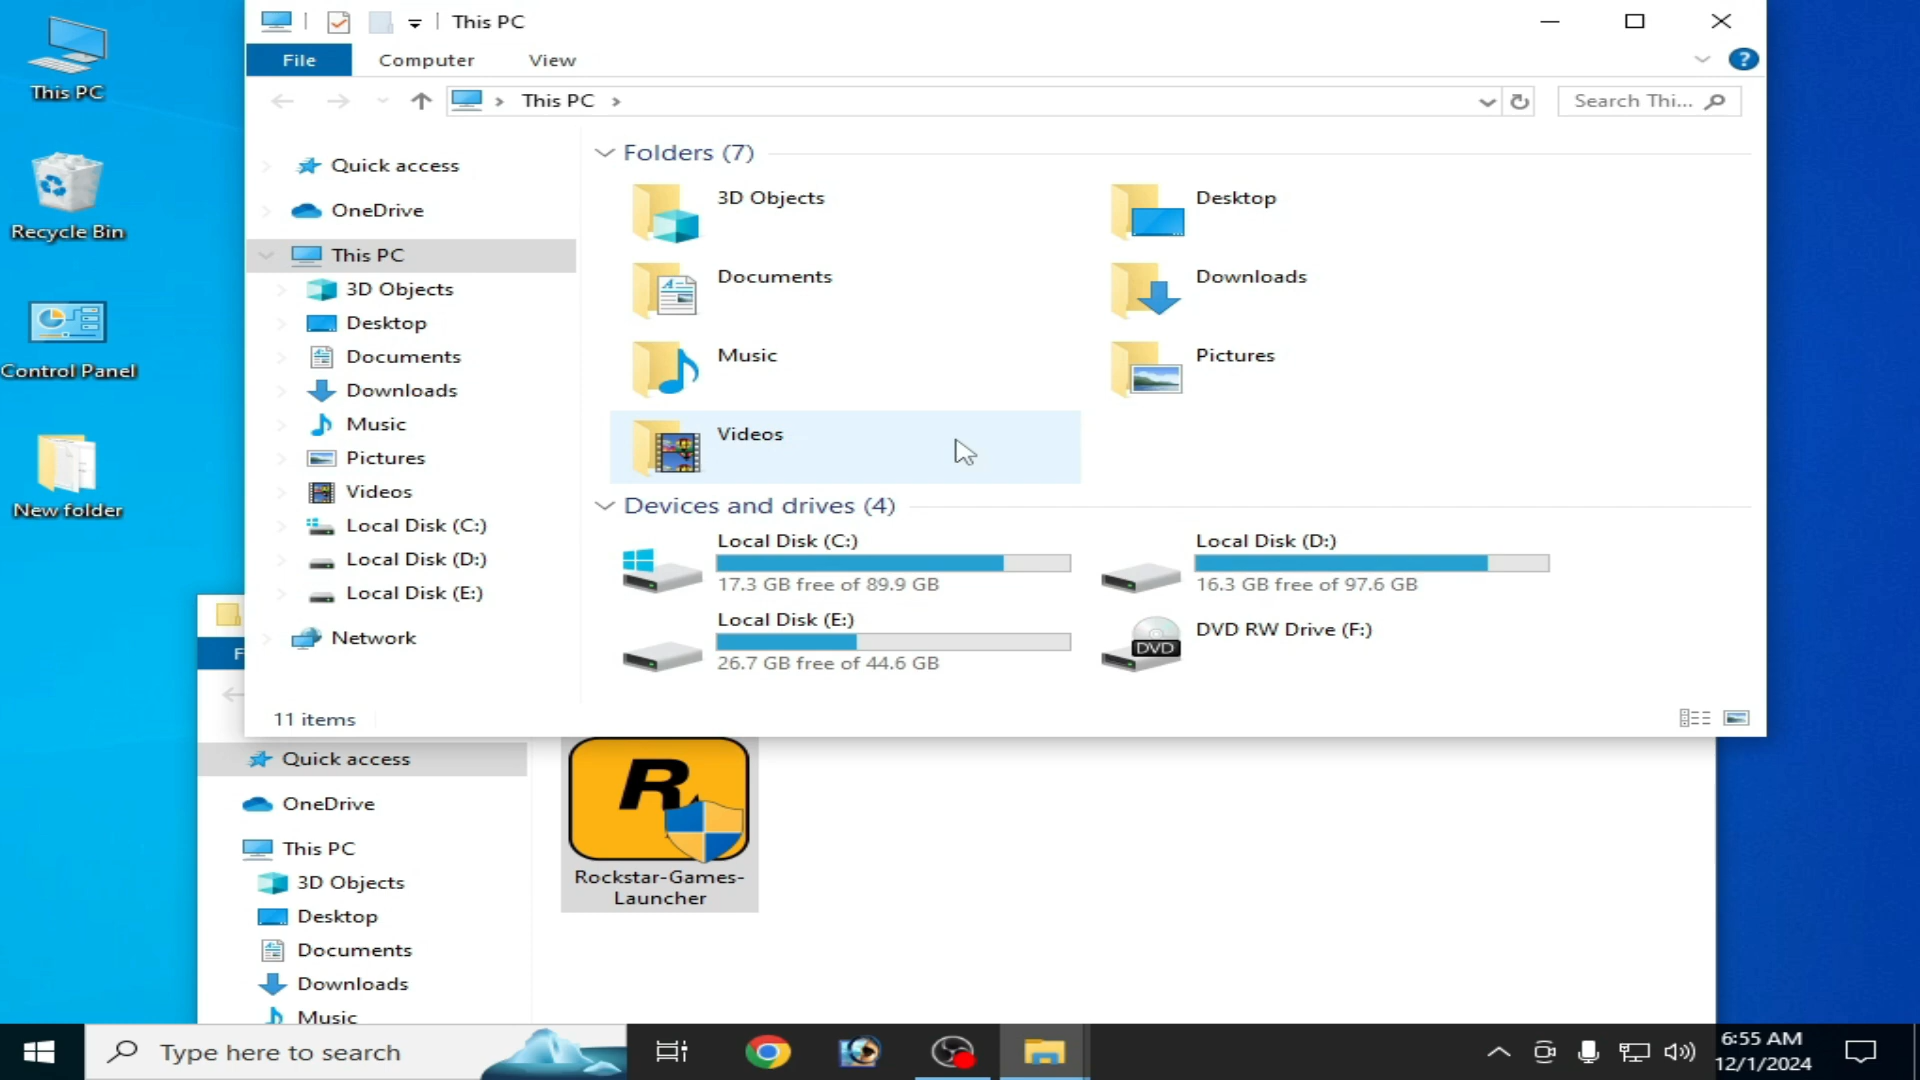 This PC
Recycle Bin
Control Panel
New folder
This PC
File
Computer
View
?
This PC
Search Thi...
Quick access
OneDrive
This PC
3D Objects
Desktop
Documents
Downloads
Music
Pictures
Videos
Local Disk (C:)
Local Disk (D:)
Local Disk (E:)
Network
Folders (7)
3D Objects
Desktop
Documents
Downloads
Music
Pictures
Videos
Devices and drives (4)
Local Disk (C:)
17.3 GB free of 89.9 GB
Local Disk (D:)
16.3 GB free of 97.6 GB
Local Disk (E:)
26.7 GB free of 44.6 GB
DVD RW Drive (F:)
DVD
11 items
F
Quick access
OneDrive
This PC
3D Objects
Desktop
Documents
Downloads
Music
R
Rockstar-Games-
Launcher
Type here to search
6:55 AM
12/1/2024